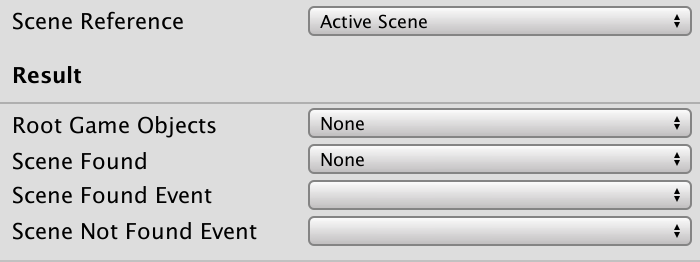 Scene Reference Active Scene
Result
Root Game Objects None
Scene Found None
Scene Found Event
Scene Not Found Event